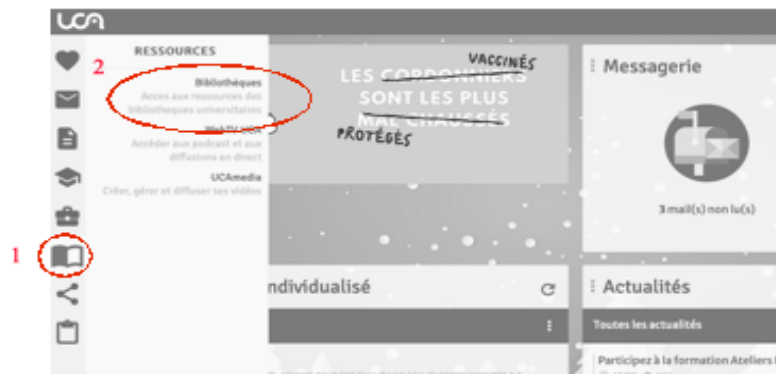 UCA
RESSOURCES
2
Bibliothèques
Accès aux ressources des
bibliothèques universitaires
WebTV UCA
Accéder aux podcast et aux
diffusions en direct
UCAmedia
Créer, gérer et diffuser ses vidéos
1
VACCINÉS
LES CORDONNIERS
SONT LES PLUS
MAL CHAUSSÉS
PROTÉGÉS
Messagerie
3 mail(s) non lu(s)
ndividualisé
Actualités
Toutes les actualités
Participez à la formation Ateliers